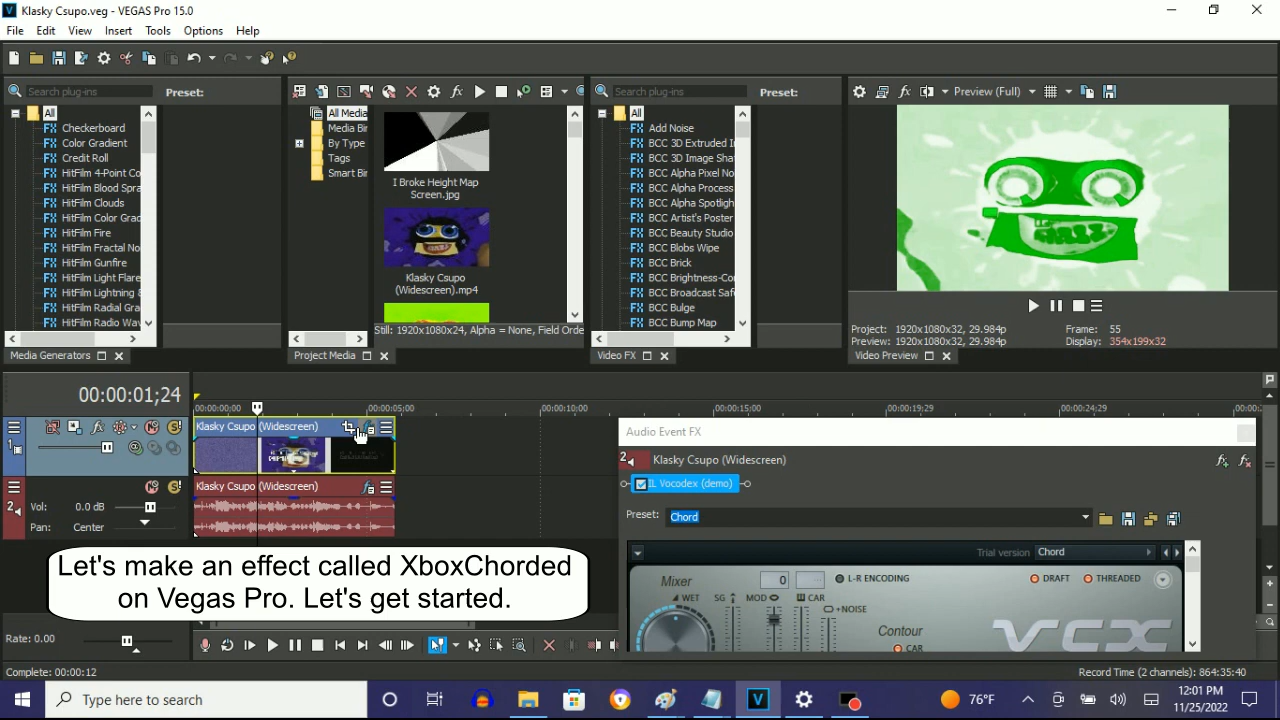 Klasky Csupo.veg - VEGAS Pro 15.0
File Edit View Insert Tools Options Help
Search plug-ins Preset:
All
Checkerboard
Color Gradient
Credit Roll
HitFilm 4-Point Co
HitFilm Blood Spra
HitFilm Clouds
HitFilm Color Grac
HitFilm Fire
HitFilm Fractal No
HitFilm Gunfire
HitFilm Light Flare
HitFilm Lightning &
HitFilm Radial Gra
HitFilm Radio Wav
Media Generators
All Media
Media Bir
By Type
Tags
Smart Bir
I Broke Height Map
Screen.jpg
Klasky Csupo
(Widescreen).mp4
Still: 1920x1080x24, Alpha = None, Field Orde
Project Media
Search plug-ins Preset:
All
Add Noise
BCC 3D Extruded I
BCC 3D Image Sha
BCC Alpha Pixel No
BCC Alpha Process
BCC Alpha Spotligh
BCC Artist's Poster
BCC Beauty Studio
BCC Blobs Wipe
BCC Brick
BCC Brightness-Cor
BCC Broadcast Safe
BCC Bulge
BCC Bump Map
Video FX
Preview (Full)
Project: 1920x1080x32, 29.984p Frame: 55
Preview: 1920x1080x32, 29.984p Display: 354x199x32
Video Preview
00:00:01;24
00:00:00;00 00:00:05;00 00:00:10;00 00:00:15;00 00:00:19;29 00:00:24;29
Klasky Csupo (Widescreen)
1
Klasky Csupo (Widescreen)
2
Vol: 0.0 dB
Pan: Center
Audio Event FX
2 Klasky Csupo (Widescreen)
IL Vocodex (demo)
Preset: Chord
Trial version Chord
Mixer 0 L-R ENCODING DRAFT THREADED
WET SG MOD CAR
+NOISE
Contour
CAR
VCX
Let's make an effect called XboxChorded
on Vegas Pro. Let's get started.
Rate: 0.00
Complete: 00:00:12 Record Time (2 channels): 864:35:40
Type here to search
76°F
12:01 PM
11/25/2022